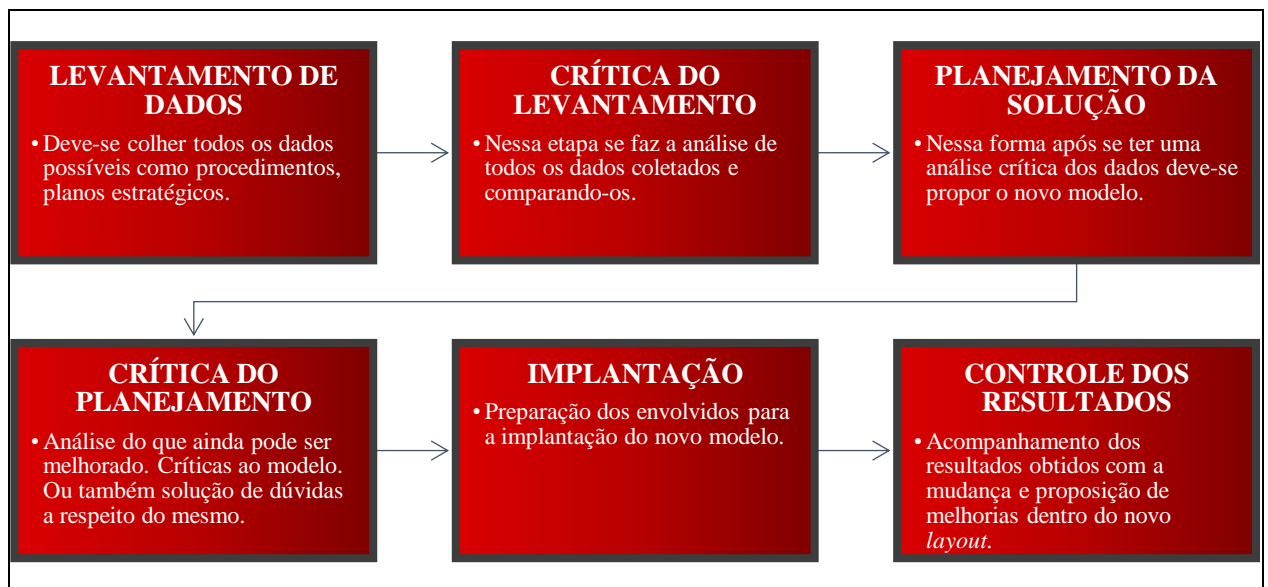 LEVANTAMENTO DE
DADOS
• Deve-se colher todos os dados
possíveis como procedimentos,
planos estratégicos.
CRÍTICA DO
LEVANTAMENTO
• Nessa etapa se faz a análise de
todos os dados coletados e
comparando-os.
PLANEJAMENTO DA
SOLUÇÃO
• Nessa forma após se ter uma
análise crítica dos dados deve-se
propor o novo modelo.
CRÍTICA DO
PLANEJAMENTO
• Análise do que ainda pode ser
melhorado. Críticas ao modelo.
Ou também solução de dúvidas
a respeito do mesmo.
IMPLANTAÇÃO
• Preparação dos envolvidos para
a implantação do novo modelo.
CONTROLE DOS
RESULTADOS
• Acompanhamento dos
resultados obtidos com a
mudança e proposição de
melhorias dentro do novo
layout.